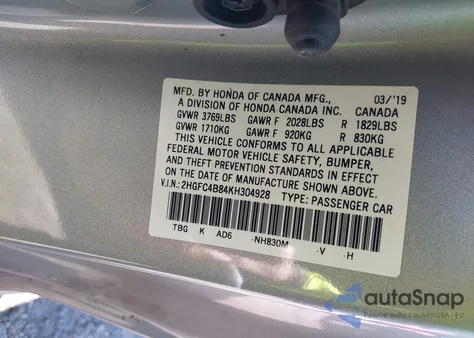 MFD. BY HONDA OF CANADA MFG., 03/'19
A DIVISION OF HONDA CANADA INC. CANADA
GVWR 3769LBS GAWR F 2028LBS R 1829LBS
GVWR 1710KG GAWR F 920KG R 830KG
THIS VEHICLE CONFORMS TO ALL APPLICABLE
FEDERAL MOTOR VEHICLE SAFETY, BUMPER,
AND THEFT PREVENTION STANDARDS IN EFFECT
ON THE DATE OF MANUFACTURE SHOWN ABOVE.
V.I.N.: 2HGFC4B84KH304928 TYPE: PASSENGER CAR
TBG K AD6 -NH830M -V -H
autoSnap